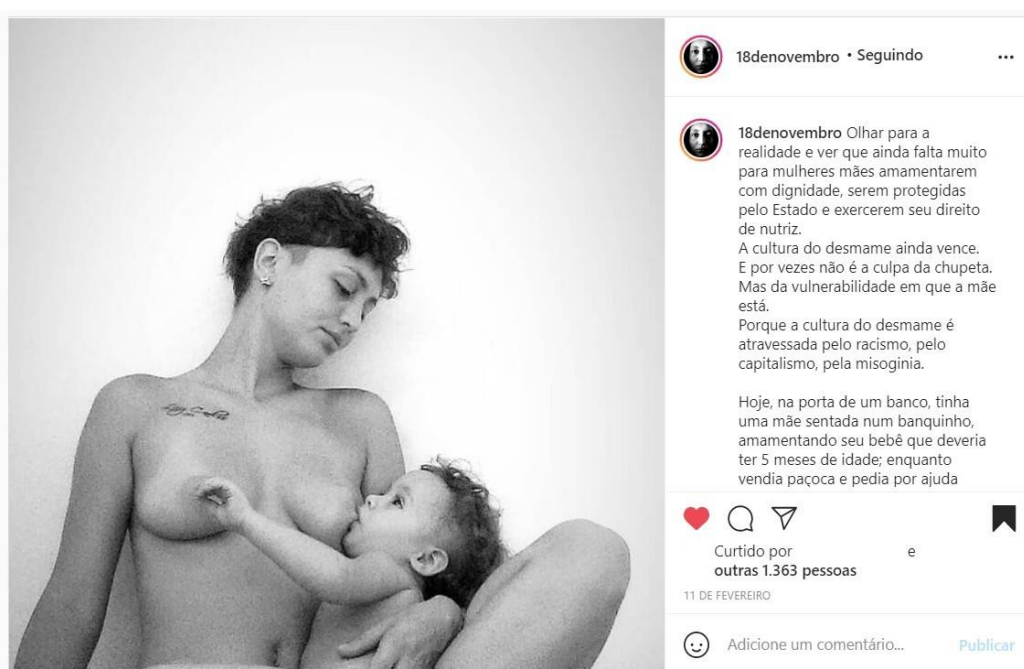 18denovembro • Seguindo
18denovembro Olhar para a
realidade e ver que ainda falta muito
para mulheres mães amamentarem
com dignidade, serem protegidas
pelo Estado e exercerem seu direito
de nutriz.
A cultura do desmame ainda vence.
E por vezes não é a culpa da chupeta.
Mas da vulnerabilidade em que a mãe
está.
Porque a cultura do desmame é
atravessada pelo racismo, pelo
capitalismo, pela misoginia.
Hoje, na porta de um banco, tinha
uma mãe sentada num banquinho,
amamentando seu bebê que deveria
ter 5 meses de idade; enquanto
vendia paçoca e pedia por ajuda
Curtido por e
outras 1.363 pessoas
11 DE FEVEREIRO
Adicione um comentário... Publicar